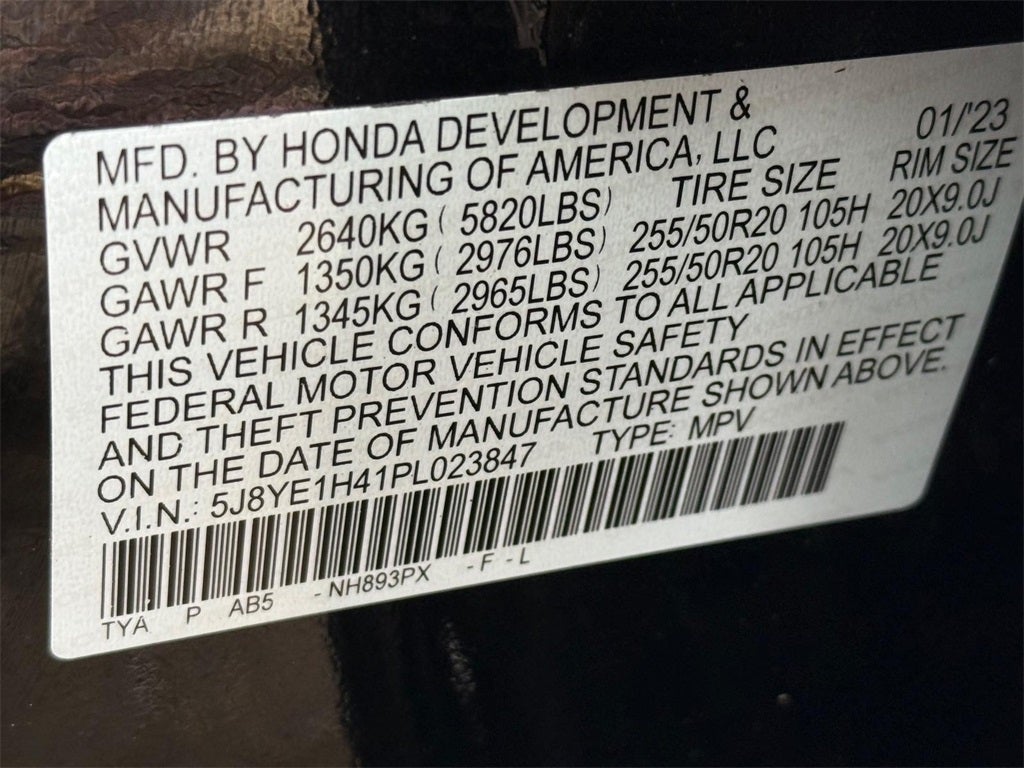 MFD. BY HONDA DEVELOPMENT &
MANUFACTURING OF AMERICA, LLC 01/'23
GVWR 2640KG ( 5820LBS) TIRE SIZE RIM SIZE
GAWR F 1350KG ( 2976LBS) 255/50R20 105H 20X9.0J
GAWR R 1345KG ( 2965LBS) 255/50R20 105H 20X9.0J
THIS VEHICLE CONFORMS TO ALL APPLICABLE
FEDERAL MOTOR VEHICLE SAFETY
AND THEFT PREVENTION STANDARDS IN EFFECT
ON THE DATE OF MANUFACTURE SHOWN ABOVE.
V.I.N.: 5J8YE1H41PL023847 TYPE: MPV
TYA P AB5 - NH893PX - F - L